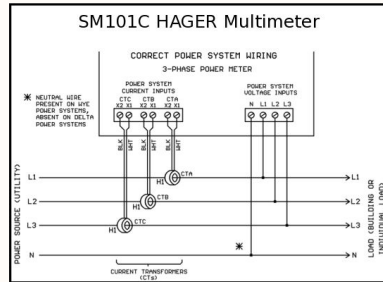 SM101C HAGER Multimeter
CORRECT POWER SYSTEM WIRING
3-PHASE POWER METER
POWER SYSTEM
CURRENT INPUTS
CTC CTB CTA
X2 X1 X2 X1 X2 X1
POWER SYSTEM
VOLTAGE INPUTS
N L1 L2 L3
* NEUTRAL WIRE
PRESENT ON WYE
POWER SYSTEMS,
ABSENT ON DELTA
POWER SYSTEMS
BLK WHT BLK WHT BLK WHT
POWER SOURCE (UTILITY)
L1 H1 CTA L1
L2 H1 CTB L2
L3 H1 CTC L3
N * N
LOAD (BUILDING OR
INDIVIDUAL LOAD)
CURRENT TRANSFORMERS
(CTs)